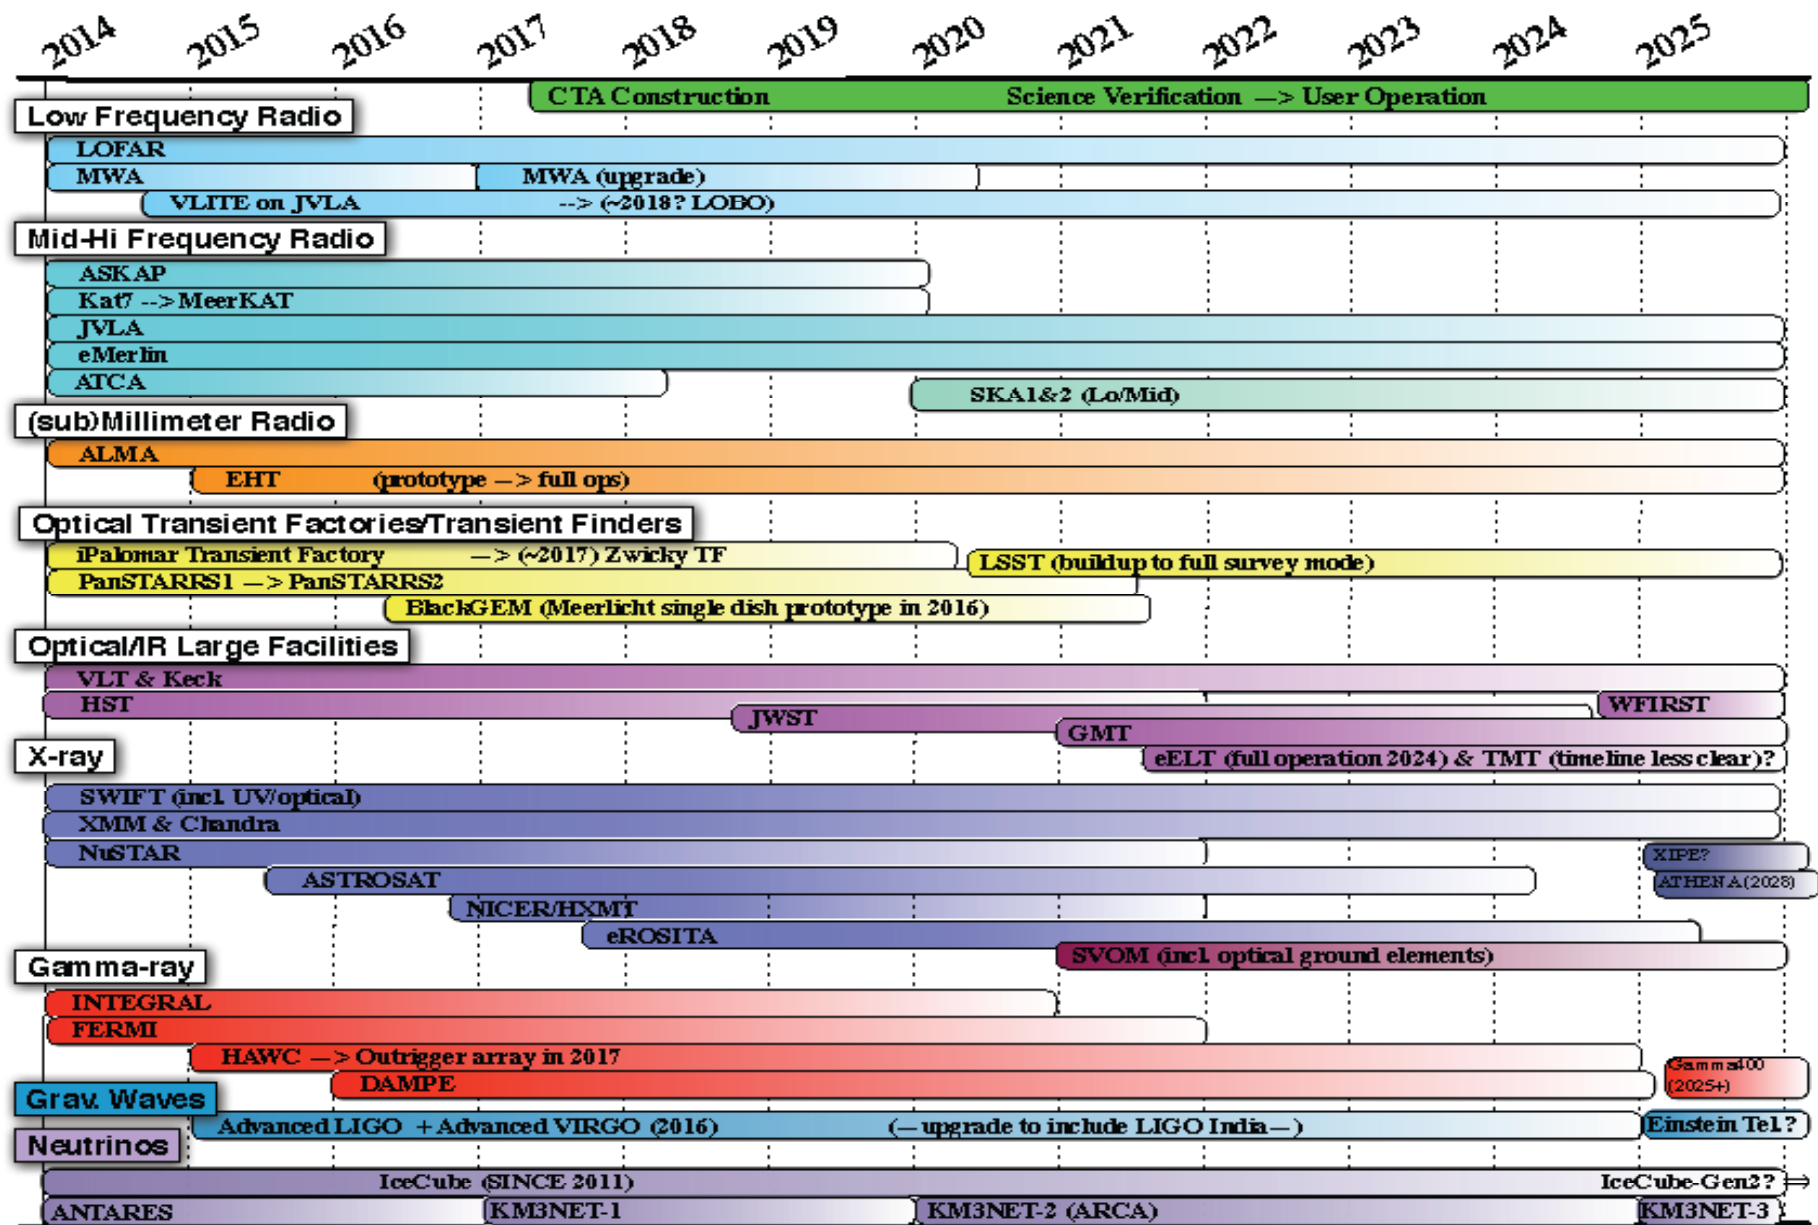 2014 2015 2016 2017 2018 2019 2020 2021 2022 2023 2024 2025
CTA Construction Science Verification —> User Operation
Low Frequency Radio
LOFAR
MWA MWA (upgrade)
VLITE on JVLA --> (~2018? LOBO)
Mid-Hi Frequency Radio
ASKAP
Kat7 --> MeerKAT
JVLA
eMerlin
ATCA
SKA1&2 (Lo/Mid)
(sub)Millimeter Radio
ALMA
EHT (prototype —> full ops)
Optical Transient Factories/Transient Finders
iPalomar Transient Factory —> (~2017) Zwicky TF
LSST (buildup to full survey mode)
PanSTARRS1 —> PanSTARRS2
BlackGEM (Meerlicht single dish prototype in 2016)
Optical/IR Large Facilities
VLT & Keck
HST WFIRST
JWST
GMT
eELT (full operation 2024) & TMT (timeline less clear)?
X-ray
SWIFT (incl. UV/optical)
XMM & Chandra
NuSTAR XIPE?
ASTROSAT ATHENA (2028)
NICER/HXMT
eROSITA
SVOM (incl. optical ground elements)
Gamma-ray
INTEGRAL
FERMI
HAWC —> Outrigger array in 2017
Gamma400
(2025+)
DAMPE
Grav. Waves
Advanced LIGO + Advanced VIRGO (2016) (—upgrade to include LIGO India—) Einstein Tel.?
Neutrinos
IceCube (SINCE 2011) IceCube-Gen2?
ANTARES KM3NET-1 KM3NET-2 (ARCA) KM3NET-3